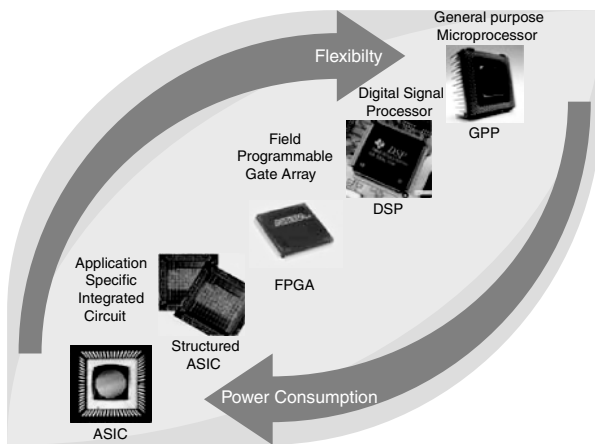 General purpose
Microprocessor
Flexibilty
GPP
Digital Signal
Processor
DSP
DSP
Field
Programmable
Gate Array
FPGA
Application
Specific
Integrated
Circuit
Structured
ASIC
ASIC
Power Consumption